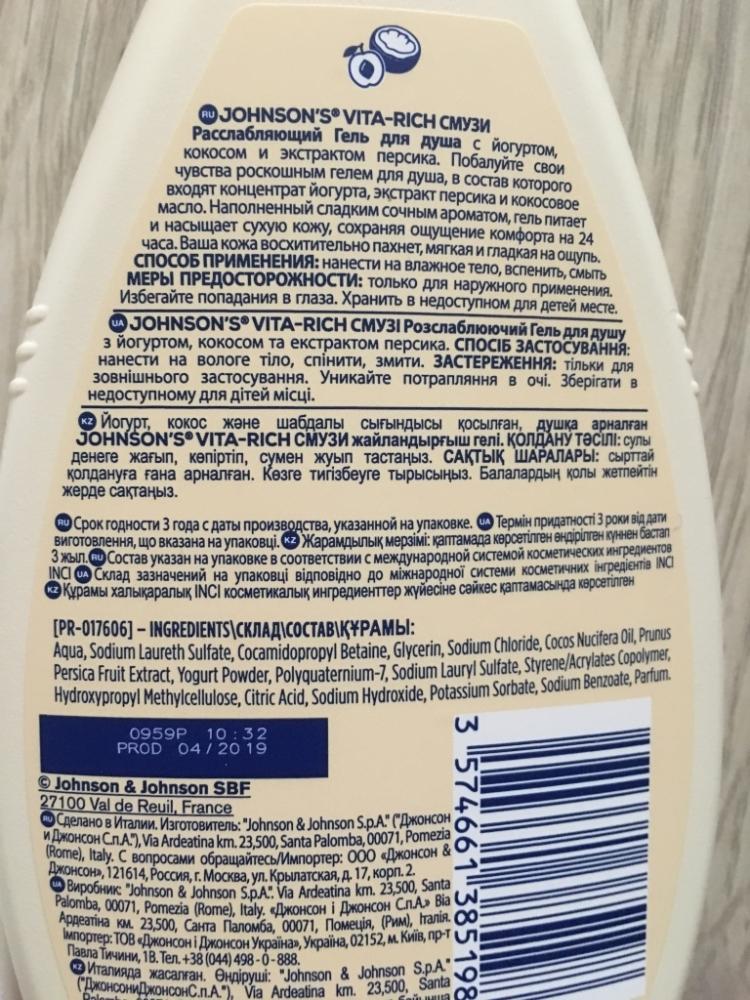 RU JOHNSON'S® VITA-RICH СМУЗИ
Расслабляющий Гель для душа с йогуртом,
кокосом и экстрактом персика. Побалуйте свои
чувства роскошным гелем для душа, в состав которого
входят концентрат йогурта, экстракт персика и кокосовое
масло. Наполненный сладким сочным ароматом, гель питает
и насыщает сухую кожу, сохраняя ощущение комфорта на 24
часа. Ваша кожа восхитительно пахнет, мягкая и гладкая на ощупь.
СПОСОБ ПРИМЕНЕНИЯ: нанести на влажное тело, вспенить, смыть
МЕРЫ ПРЕДОСТОРОЖНОСТИ: только для наружного применения.
Избегайте попадания в глаза. Хранить в недоступном для детей месте.
UA JOHNSON'S® VITA-RICH СМУЗІ Розслаблюючий Гель для душу
з йогуртом, кокосом та екстрактом персика. СПОСІБ ЗАСТОСУВАННЯ:
нанести на вологе тіло, спінити, змити. ЗАСТЕРЕЖЕННЯ: тільки для
зовнішнього застосування. Уникайте потрапляння в очі. Зберігати в
недоступному для дітей місці.
KZ Йогурт, кокос және шабдалы сығындысы қосылған, душқа арналған
JOHNSON'S® VITA-RICH СМУЗИ жайландырғыш гелі. ҚОЛДАНУ ТӘСІЛІ: сулы
денеге жағып, көпіртіп, сумен жуып тастаңыз. САҚТЫҚ ШАРАЛАРЫ: сырттай
қолдануға ғана арналған. Көзге тигізбеуге тырысыңыз. Балалардың қолы жетпейтін
жерде сақтаңыз.
RU Срок годности 3 года с даты производства, указанной на упаковке. UA Термін придатності 3 роки від дати
виготовлення, що вказана на упаковці. KZ Жарамдылық мерзімі: қаптамада көрсетілген өндірілген күннен бастап
3 жыл. RU Состав указан на упаковке в соответствии с международной системой косметических ингредиентов
INCI UA Склад зазначений на упаковці відповідно до міжнародної системи косметичних інгредієнтів INCI
KZ Құрамы халықаралық INCI косметикалық ингредиенттер жүйесіне сәйкес қаптамасында көрсетілген
[PR-017606] – INGREDIENTS\СКЛАД\СОСТАВ\ҚҰРАМЫ:
Aqua, Sodium Laureth Sulfate, Cocamidopropyl Betaine, Glycerin, Sodium Chloride, Cocos Nucifera Oil, Prunus
Persica Fruit Extract, Yogurt Powder, Polyquaternium-7, Sodium Lauryl Sulfate, Styrene/Acrylates Copolymer,
Hydroxypropyl Methylcellulose, Citric Acid, Sodium Hydroxide, Potassium Sorbate, Sodium Benzoate, Parfum.
0959P 10:32
PROD 04/2019
© Johnson & Johnson SBF
27100 Val de Reuil, France
RU Сделано в Италии. Изготовитель: "Johnson & Johnson S.p.A." ("Джонсон
и Джонсон С.п.А."), Via Ardeatina km. 23,500, Santa Palomba, 00071, Pomezia
(Rome), Italy. С вопросами обращайтесь/Импортер: ООО «Джонсон &
Джонсон», 121614, Россия, г. Москва, ул. Крылатская, д. 17, корп. 2.
UA Виробник: "Johnson & Johnson S.p.A.". Via Ardeatina km. 23,500, Santa
Palomba, 00071, Pomezia (Rome), Italy. «Джонсон і Джонсон С.п.А.» Віа
Ардеатіна км. 23,500, Санта Паломба, 00071, Помеція, (Рим), Італія.
Імпортер: ТОВ «Джонсон і Джонсон Україна», Україна, 02152, м. Київ, пр-т
Павла Тичини, 1В. Тел. +38 (044) 498-0-888.
KZ Италияда жасалған. Өндіруші: "Johnson & Johnson S.p.A."
("ДжонсониДжонсонС.п.А."), Via Ardeatina km. 23,500, Santa
3 574661 385198